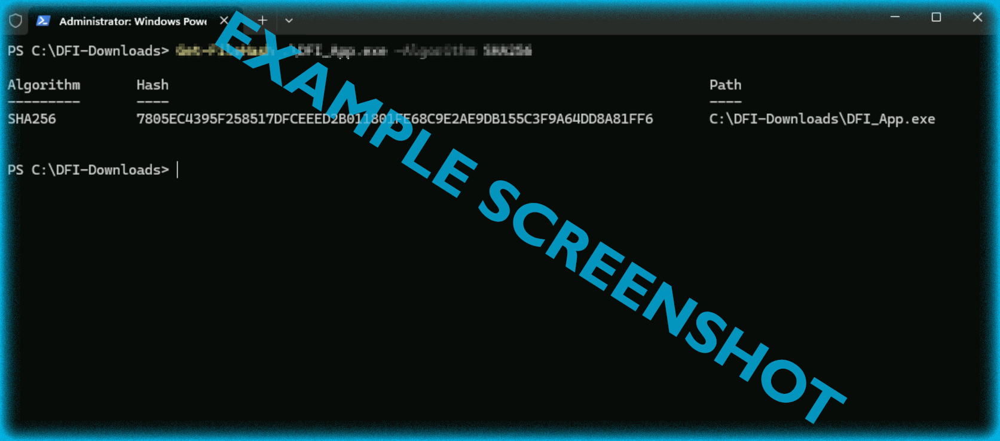 Administrator: Windows Powe
PS C:\DFI-Downloads> Get-FileHash .\DFI_App.exe -Algorithm SHA256
Algorithm Hash Path
--------- ---- ----
SHA256 7805EC4395F258517DFCEEED2B011801FE68C9E2AE9DB155C3F9A64DD8A81FF6 C:\DFI-Downloads\DFI_App.exe
PS C:\DFI-Downloads>
EXAMPLE SCREENSHOT